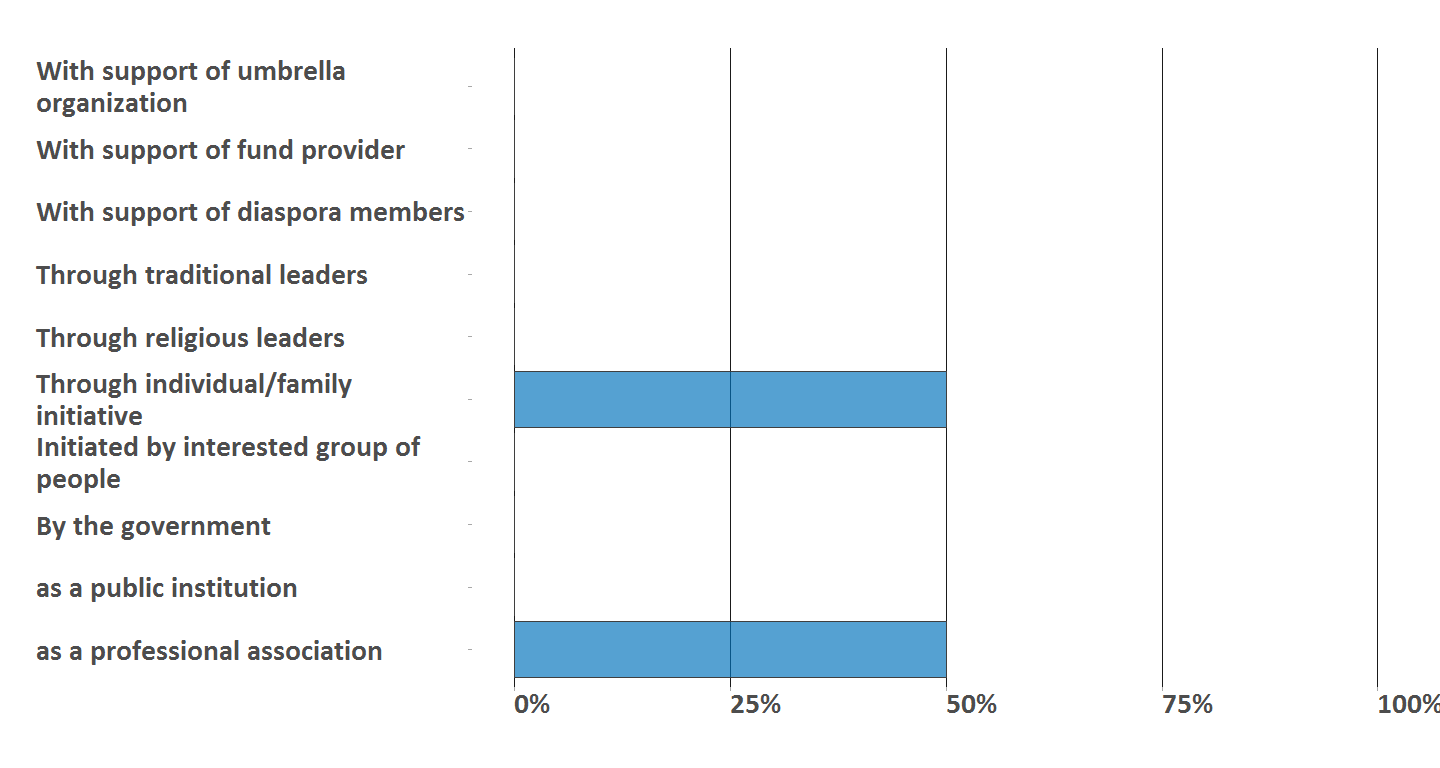 With support of umbrella
organization
With support of fund provider
With support of diaspora members
Through traditional leaders
Through religious leaders
Through individual/family
initiative
Initiated by interested group of
people
By the government
as a public institution
as a professional association
0% 25% 50% 75% 100%